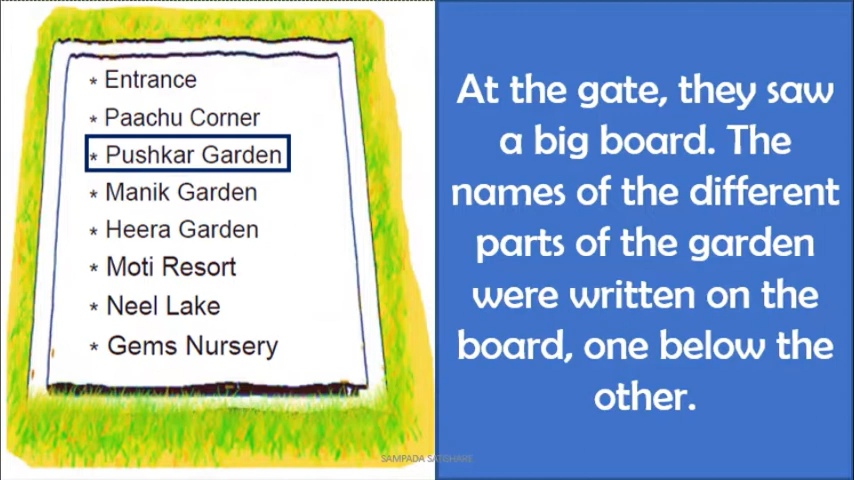 * Entrance
* Paachu Corner
* Pushkar Garden
* Manik Garden
* Heera Garden
* Moti Resort
* Neel Lake
* Gems Nursery
At the gate, they saw
a big board. The
names of the different
parts of the garden
were written on the
board, one below the
other.
SAMPADA